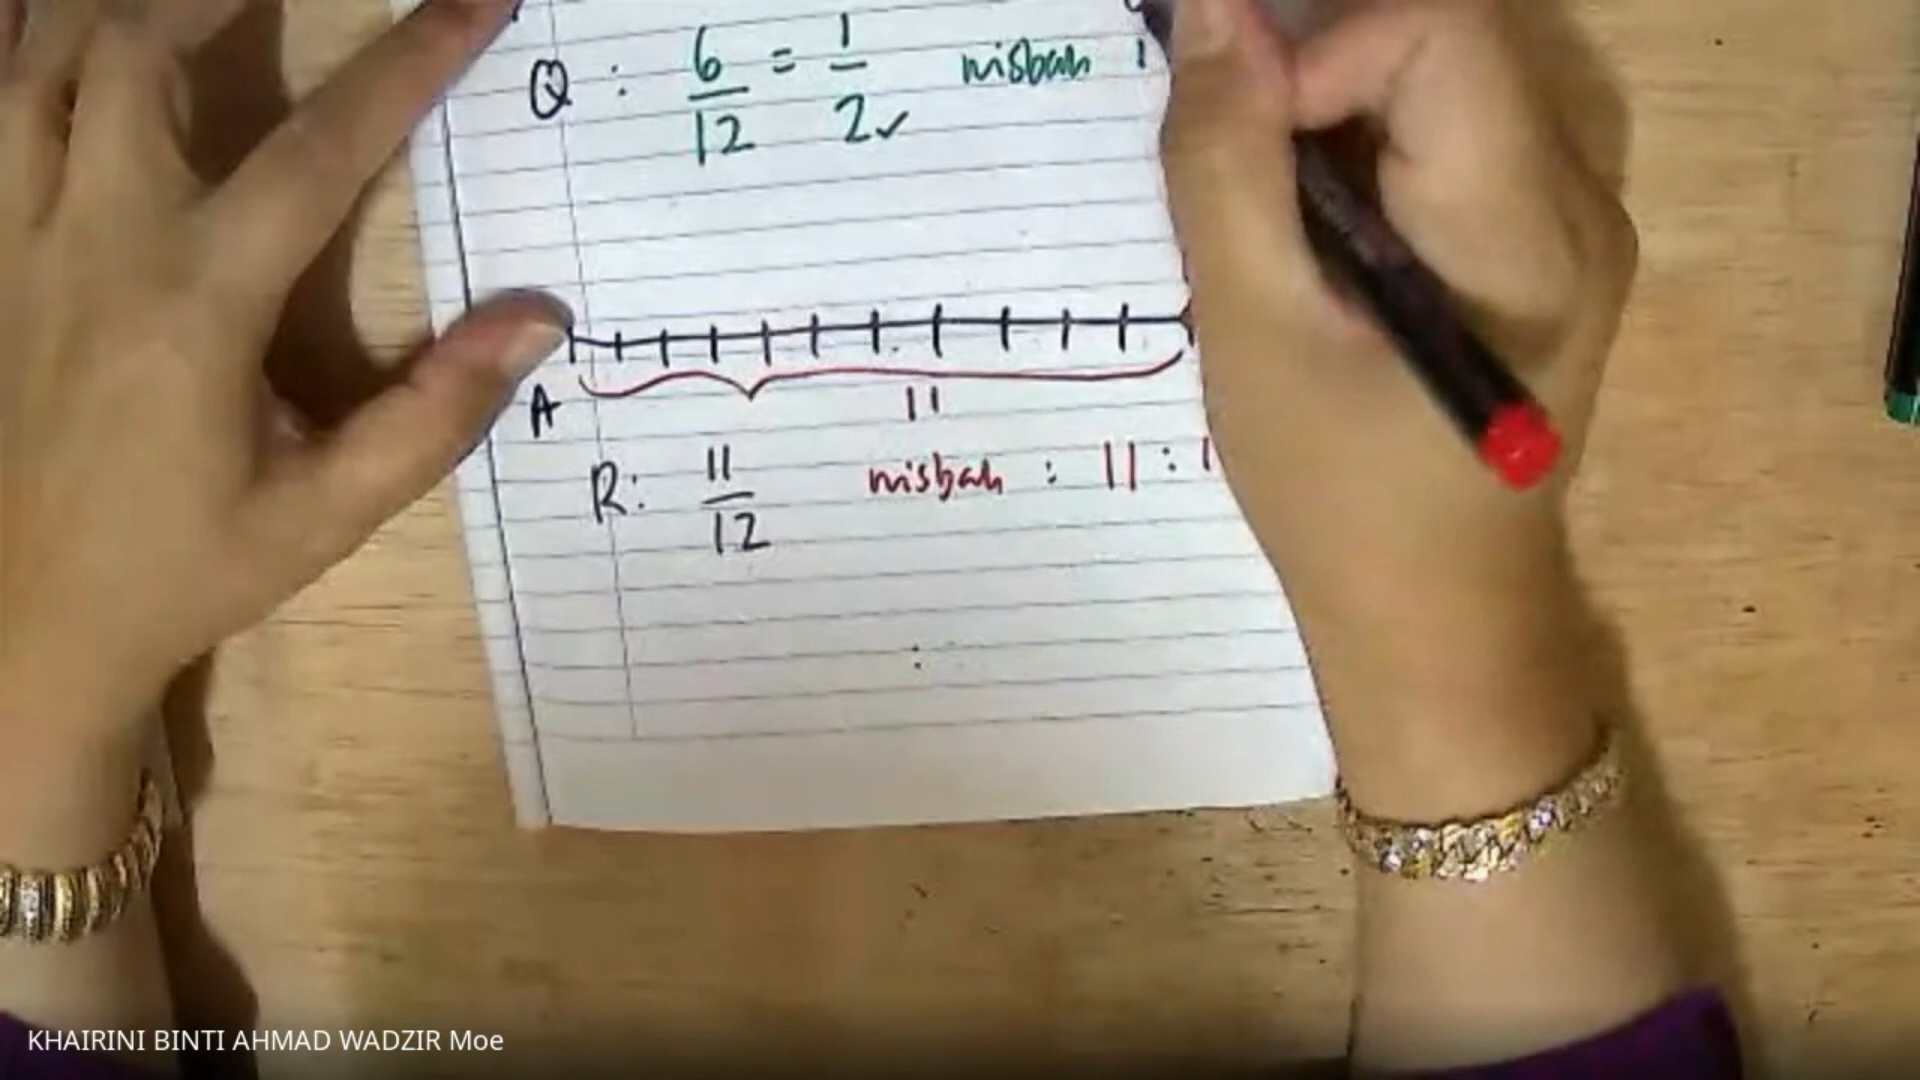 Q : 6/12 = 1/2 ✓ nisbah 1
A
11
R: 11/12 nisbah : 11 : 1
KHAIRINI BINTI AHMAD WADZIR Moe